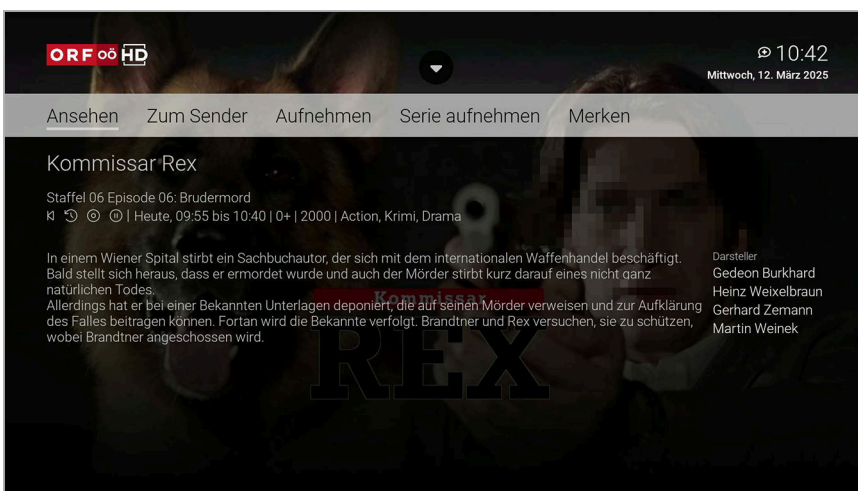 ORF oö HD
10:42
Mittwoch, 12. März 2025
Ansehen Zum Sender Aufnehmen Serie aufnehmen Merken
Kommissar Rex
Staffel 06 Episode 06: Brudermord
| Heute, 09:55 bis 10:40 | 0+ | 2000 | Action, Krimi, Drama
In einem Wiener Spital stirbt ein Sachbuchautor, der sich mit dem internationalen Waffenhandel beschäftigt.
Bald stellt sich heraus, dass er ermordet wurde und auch der Mörder stirbt kurz darauf eines nicht ganz
natürlichen Todes.
Allerdings hat er bei einer Bekannten Unterlagen deponiert, die auf seinen Mörder verweisen und zur Aufklärung
des Falles beitragen können. Fortan wird die Bekannte verfolgt. Brandtner und Rex versuchen, sie zu schützen,
wobei Brandtner angeschossen wird.
Darsteller
Gedeon Burkhard
Heinz Weixelbraun
Gerhard Zemann
Martin Weinek
Kommissar
REX